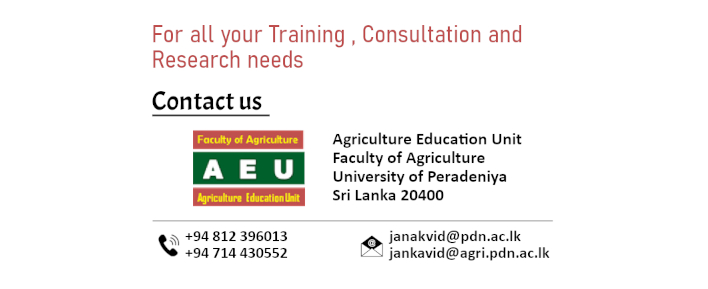 For all your Training , Consultation and
Research needs
Contact us
Faculty of Agriculture
A E U
Agriculture Education Unit
Agriculture Education Unit
Faculty of Agriculture
University of Peradeniya
Sri Lanka 20400
+94 812 396013
+94 714 430552
janakvid@pdn.ac.lk
jankavid@agri.pdn.ac.lk